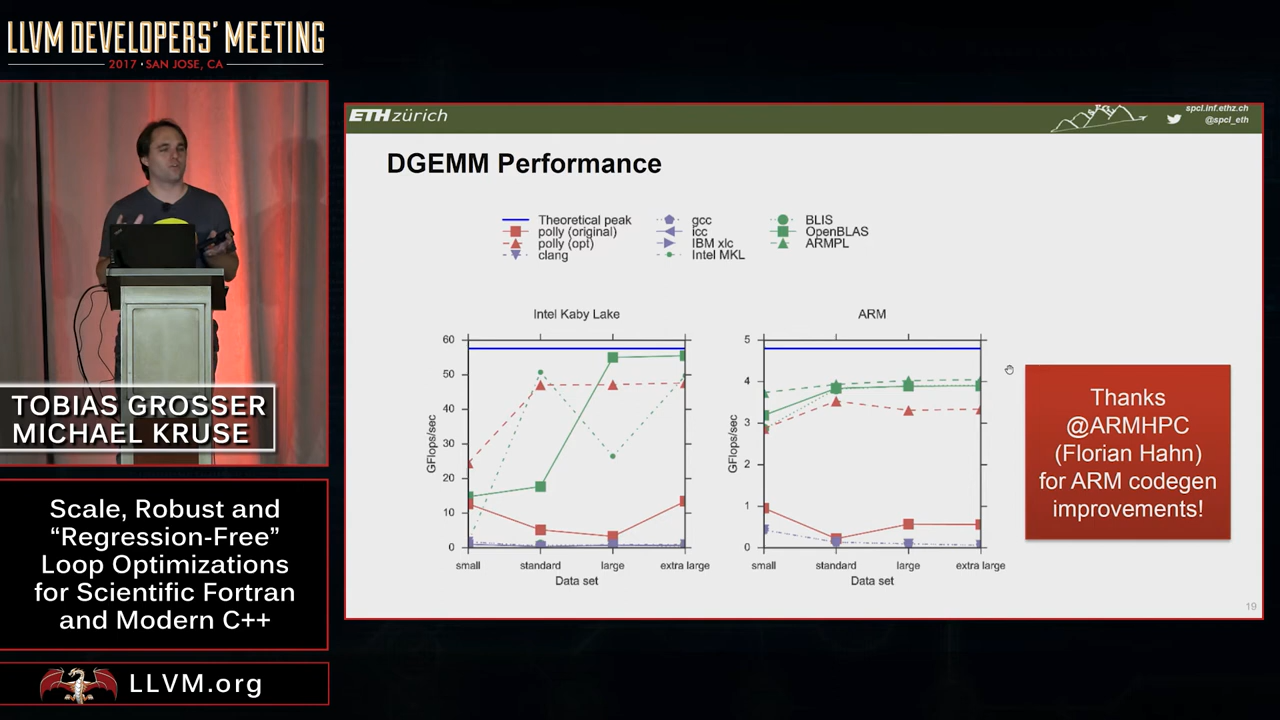 LLVM DEVELOPERS' MEETING
2017 • SAN JOSE, CA
TOBIAS GROSSER
MICHAEL KRUSE
Scale, Robust and
“Regression-Free”
Loop Optimizations
for Scientific Fortran
and Modern C++
LLVM.org
ETH zürich
spcl.inf.ethz.ch
@spcl_eth
DGEMM Performance
Theoretical peak
polly (original)
polly (opt)
clang
gcc
icc
IBM xlc
Intel MKL
BLIS
OpenBLAS
ARMPL
Intel Kaby Lake
GFlops/sec
60
50
40
30
20
10
0
small standard large extra large
Data set
ARM
GFlops/sec
5
4
3
2
1
0
small standard large extra large
Data set
Thanks
@ARMHPC
(Florian Hahn)
for ARM codegen
improvements!
19